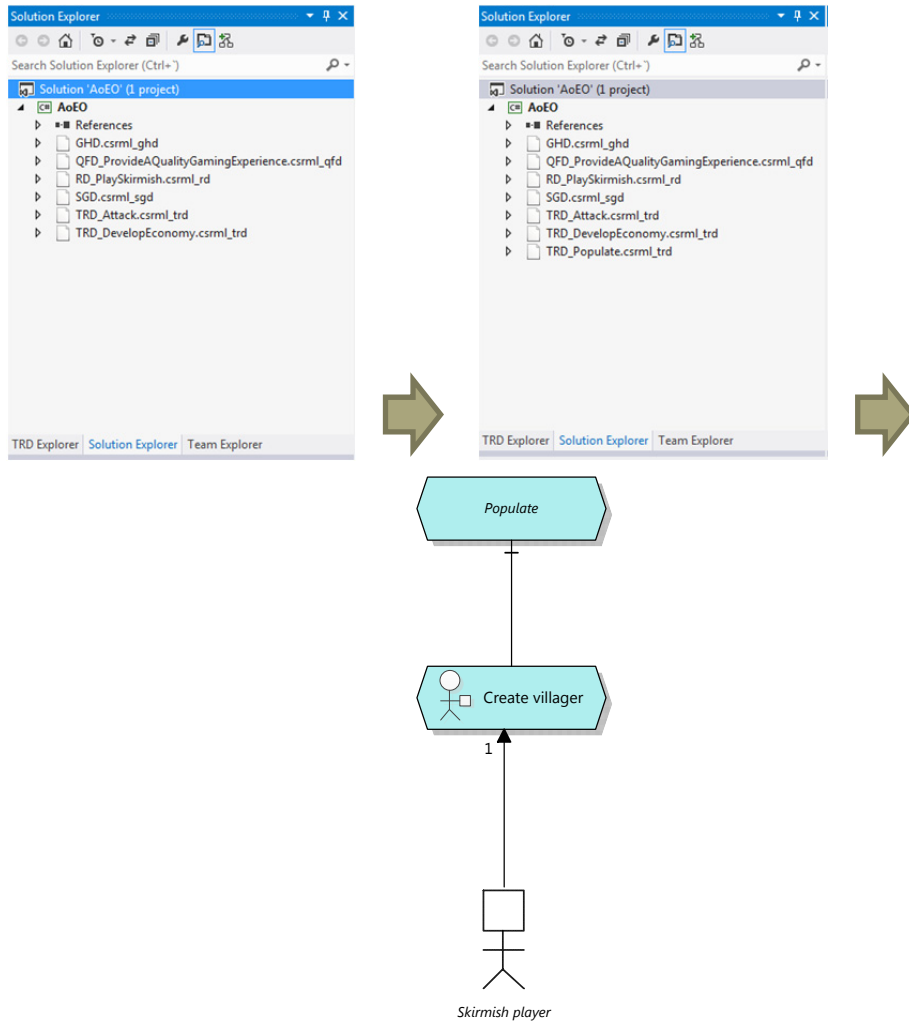 Solution Explorer
Search Solution Explorer (Ctrl+¨)
Solution 'AoEO' (1 project)
C# AoEO
References
GHD.csrml_ghd
QFD_ProvideAQualityGamingExperience.csrml_qfd
RD_PlaySkirmish.csrml_rd
SGD.csrml_sgd
TRD_Attack.csrml_trd
TRD_DevelopEconomy.csrml_trd
TRD Explorer Solution Explorer Team Explorer
Solution Explorer
Search Solution Explorer (Ctrl+¨)
Solution 'AoEO' (1 project)
C# AoEO
References
GHD.csrml_ghd
QFD_ProvideAQualityGamingExperience.csrml_qfd
RD_PlaySkirmish.csrml_rd
SGD.csrml_sgd
TRD_Attack.csrml_trd
TRD_DevelopEconomy.csrml_trd
TRD_Populate.csrml_trd
TRD Explorer Solution Explorer Team Explorer
Populate
Create villager
1
Skirmish player